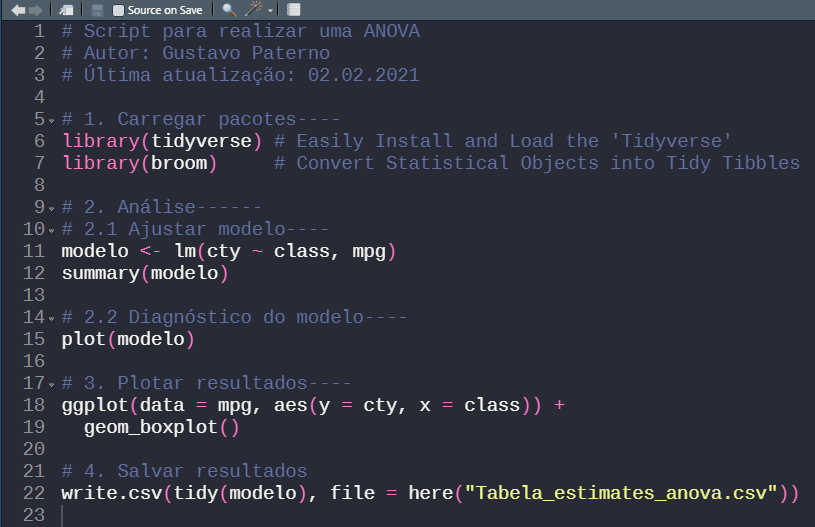 Source on Save
1 # Script para realizar uma ANOVA
2 # Autor: Gustavo Paterno
3 # Última atualização: 02.02.2021
4
5 # 1. Carregar pacotes----
6 library(tidyverse) # Easily Install and Load the 'Tidyverse'
7 library(broom)     # Convert Statistical Objects into Tidy Tibbles
8
9 # 2. Análise------
10 # 2.1 Ajustar modelo----
11 modelo <- lm(cty ~ class, mpg)
12 summary(modelo)
13
14 # 2.2 Diagnóstico do modelo----
15 plot(modelo)
16
17 # 3. Plotar resultados----
18 ggplot(data = mpg, aes(y = cty, x = class)) +
19   geom_boxplot()
20
21 # 4. Salvar resultados
22 write.csv(tidy(modelo), file = here("Tabela_estimates_anova.csv"))
23